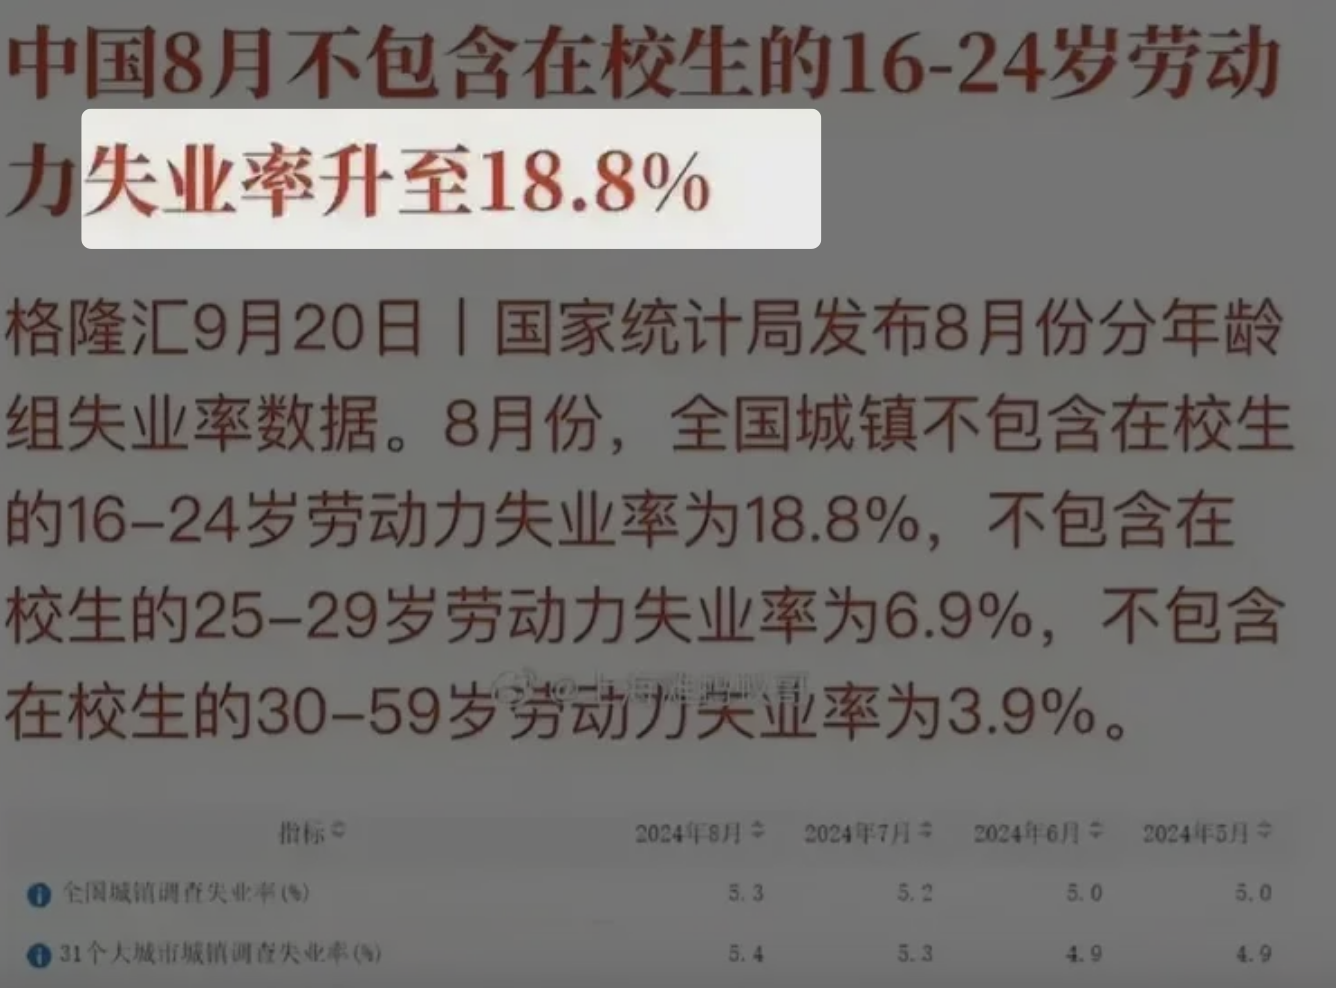 中国8月不包含在校生的16-24岁劳动
力失业率升至18.8%
格隆汇9月20日｜国家统计局发布8月份分年龄
组失业率数据。8月份，全国城镇不包含在校生
的16–24岁劳动力失业率为18.8%，不包含在
校生的25–29岁劳动力失业率为6.9%，不包含
在校生的30–59岁劳动力失业率为3.9%。
指标 2024年8月 2024年7月 2024年6月 2024年5月
全国城镇调查失业率(%) 5.3 5.2 5.0 5.0
31个大城市城镇调查失业率(%) 5.4 5.3 4.9 4.9